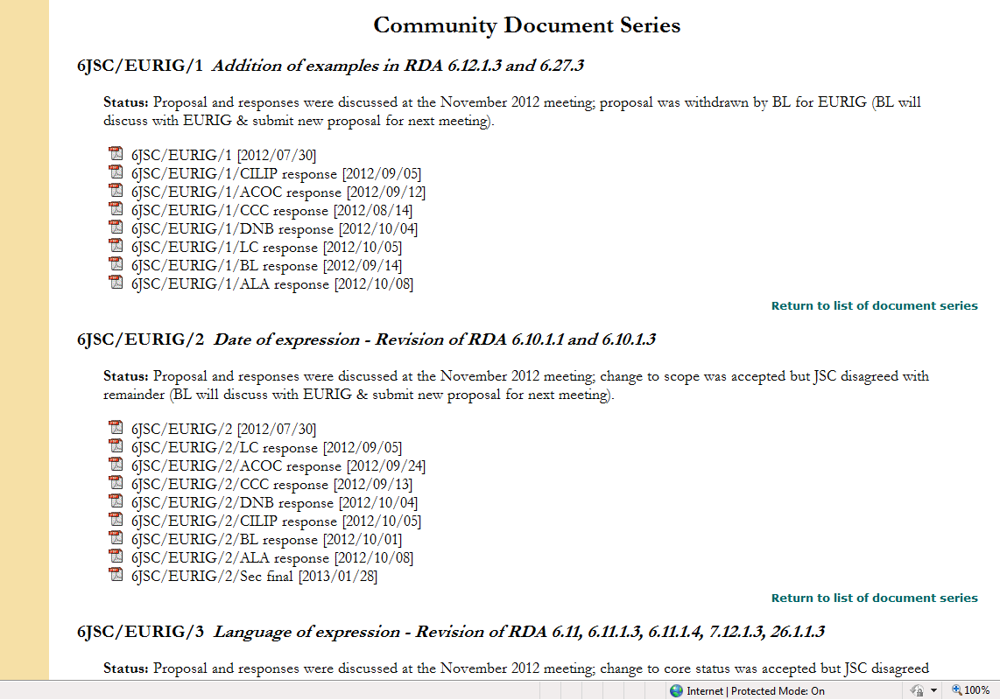 Community Document Series
6JSC/EURIG/1 Addition of examples in RDA 6.12.1.3 and 6.27.3
Status: Proposal and responses were discussed at the November 2012 meeting; proposal was withdrawn by BL for EURIG (BL will
discuss with EURIG & submit new proposal for next meeting).
6JSC/EURIG/1 [2012/07/30]
6JSC/EURIG/1/CILIP response [2012/09/05]
6JSC/EURIG/1/ACOC response [2012/09/12]
6JSC/EURIG/1/CCC response [2012/08/14]
6JSC/EURIG/1/DNB response [2012/10/04]
6JSC/EURIG/1/LC response [2012/10/05]
6JSC/EURIG/1/BL response [2012/09/14]
6JSC/EURIG/1/ALA response [2012/10/08]
Return to list of document series
6JSC/EURIG/2 Date of expression - Revision of RDA 6.10.1.1 and 6.10.1.3
Status: Proposal and responses were discussed at the November 2012 meeting; change to scope was accepted but JSC disagreed with
remainder (BL will discuss with EURIG & submit new proposal for next meeting).
6JSC/EURIG/2 [2012/07/30]
6JSC/EURIG/2/LC response [2012/09/05]
6JSC/EURIG/2/ACOC response [2012/09/24]
6JSC/EURIG/2/CCC response [2012/09/13]
6JSC/EURIG/2/DNB response [2012/10/04]
6JSC/EURIG/2/CILIP response [2012/10/05]
6JSC/EURIG/2/BL response [2012/10/01]
6JSC/EURIG/2/ALA response [2012/10/08]
6JSC/EURIG/2/Sec final [2013/01/28]
Return to list of document series
6JSC/EURIG/3 Language of expression - Revision of RDA 6.11, 6.11.1.3, 6.11.1.4, 7.12.1.3, 26.1.1.3
Status: Proposal and responses were discussed at the November 2012 meeting; change to core status was accepted but JSC disagreed
Internet | Protected Mode: On
100%